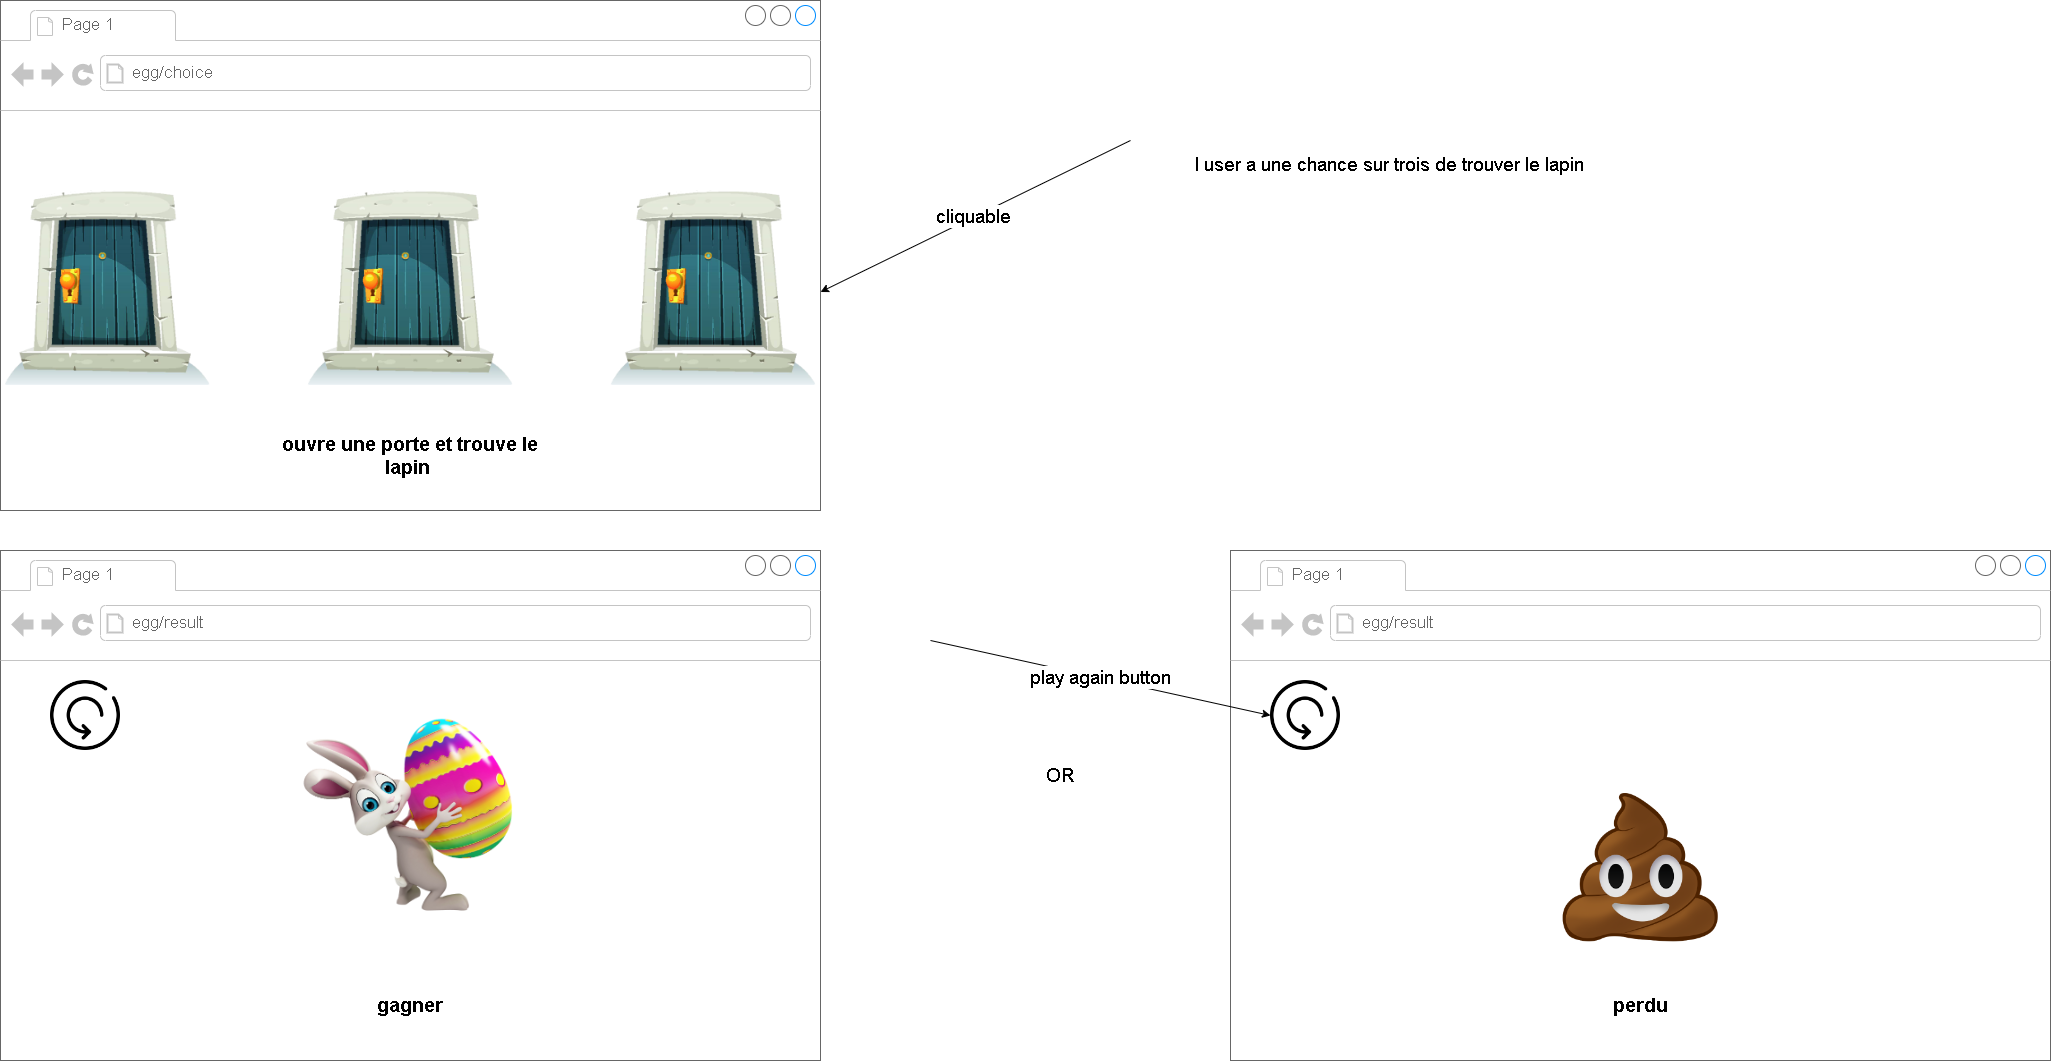 Page 1
egg/choice
l user a une chance sur trois de trouver le lapin
cliquable
ouvre une porte et trouve le
lapin
Page 1
egg/result
gagner
play again button
OR
Page 1
egg/result
perdu